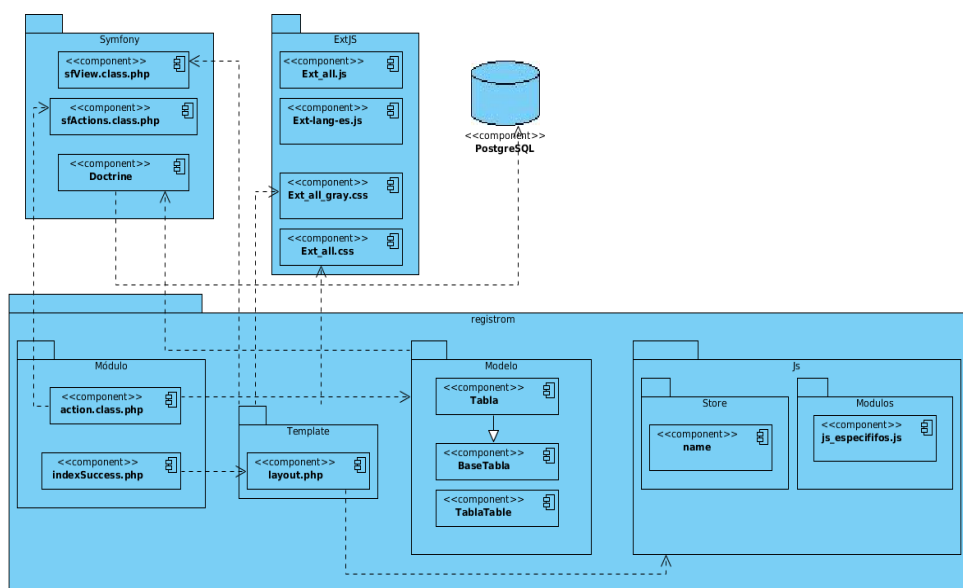 Symfony
<<component>>
sfView.class.php
<<component>>
sfActions.class.php
<<component>>
Doctrine
ExtJS
<<component>>
Ext_all.js
<<component>>
Ext-lang-es.js
<<component>>
Ext_all_gray.css
<<component>>
Ext_all.css
<<component>>
PostgreSQL
registrom
Módulo
<<component>>
action.class.php
<<component>>
indexSuccess.php
Template
<<component>>
layout.php
Modelo
<<component>>
Tabla
<<component>>
BaseTabla
<<component>>
TablaTable
Js
Store
<<component>>
name
Modulos
<<component>>
js_especififos.js